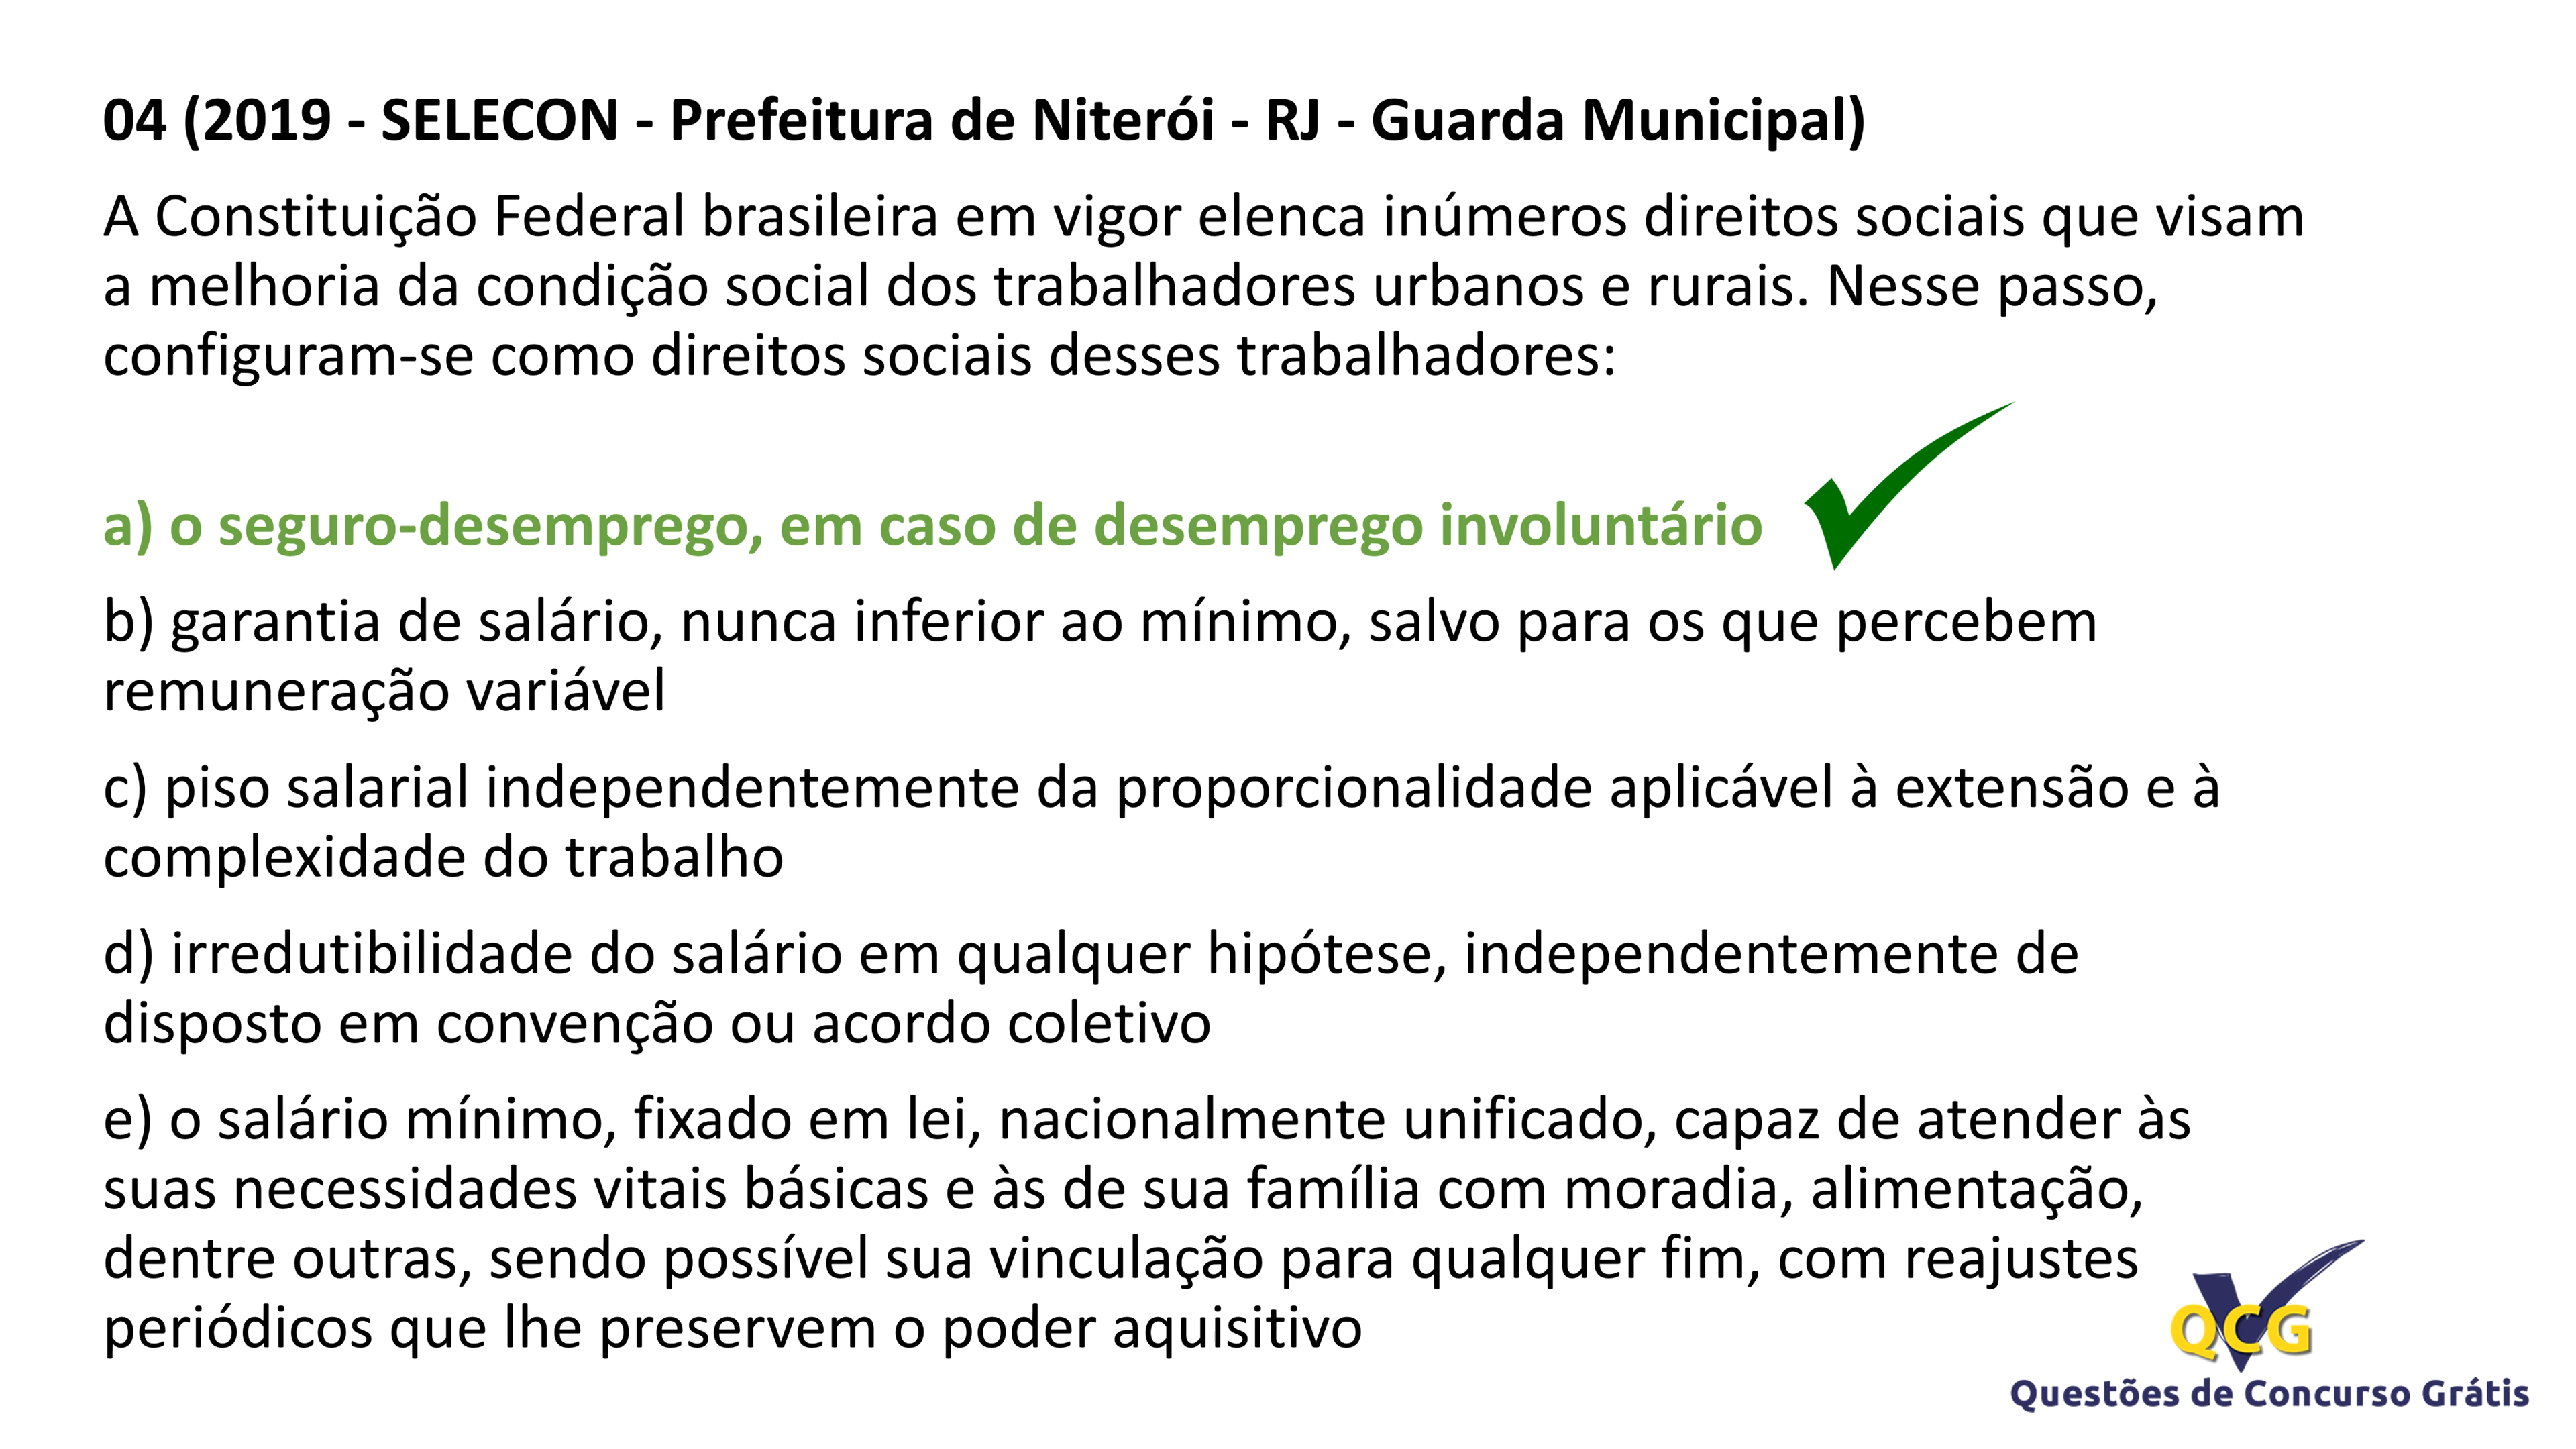 04 (2019 - SELECON - Prefeitura de Niterói - RJ - Guarda Municipal)
A Constituição Federal brasileira em vigor elenca inúmeros direitos sociais que visam
a melhoria da condição social dos trabalhadores urbanos e rurais. Nesse passo,
configuram-se como direitos sociais desses trabalhadores:
a) o seguro-desemprego, em caso de desemprego involuntário
b) garantia de salário, nunca inferior ao mínimo, salvo para os que percebem
remuneração variável
c) piso salarial independentemente da proporcionalidade aplicável à extensão e à
complexidade do trabalho
d) irredutibilidade do salário em qualquer hipótese, independentemente de
disposto em convenção ou acordo coletivo
e) o salário mínimo, fixado em lei, nacionalmente unificado, capaz de atender às
suas necessidades vitais básicas e às de sua família com moradia, alimentação,
dentre outras, sendo possível sua vinculação para qualquer fim, com reajustes
periódicos que lhe preservem o poder aquisitivo
QCG
Questões de Concurso Grátis